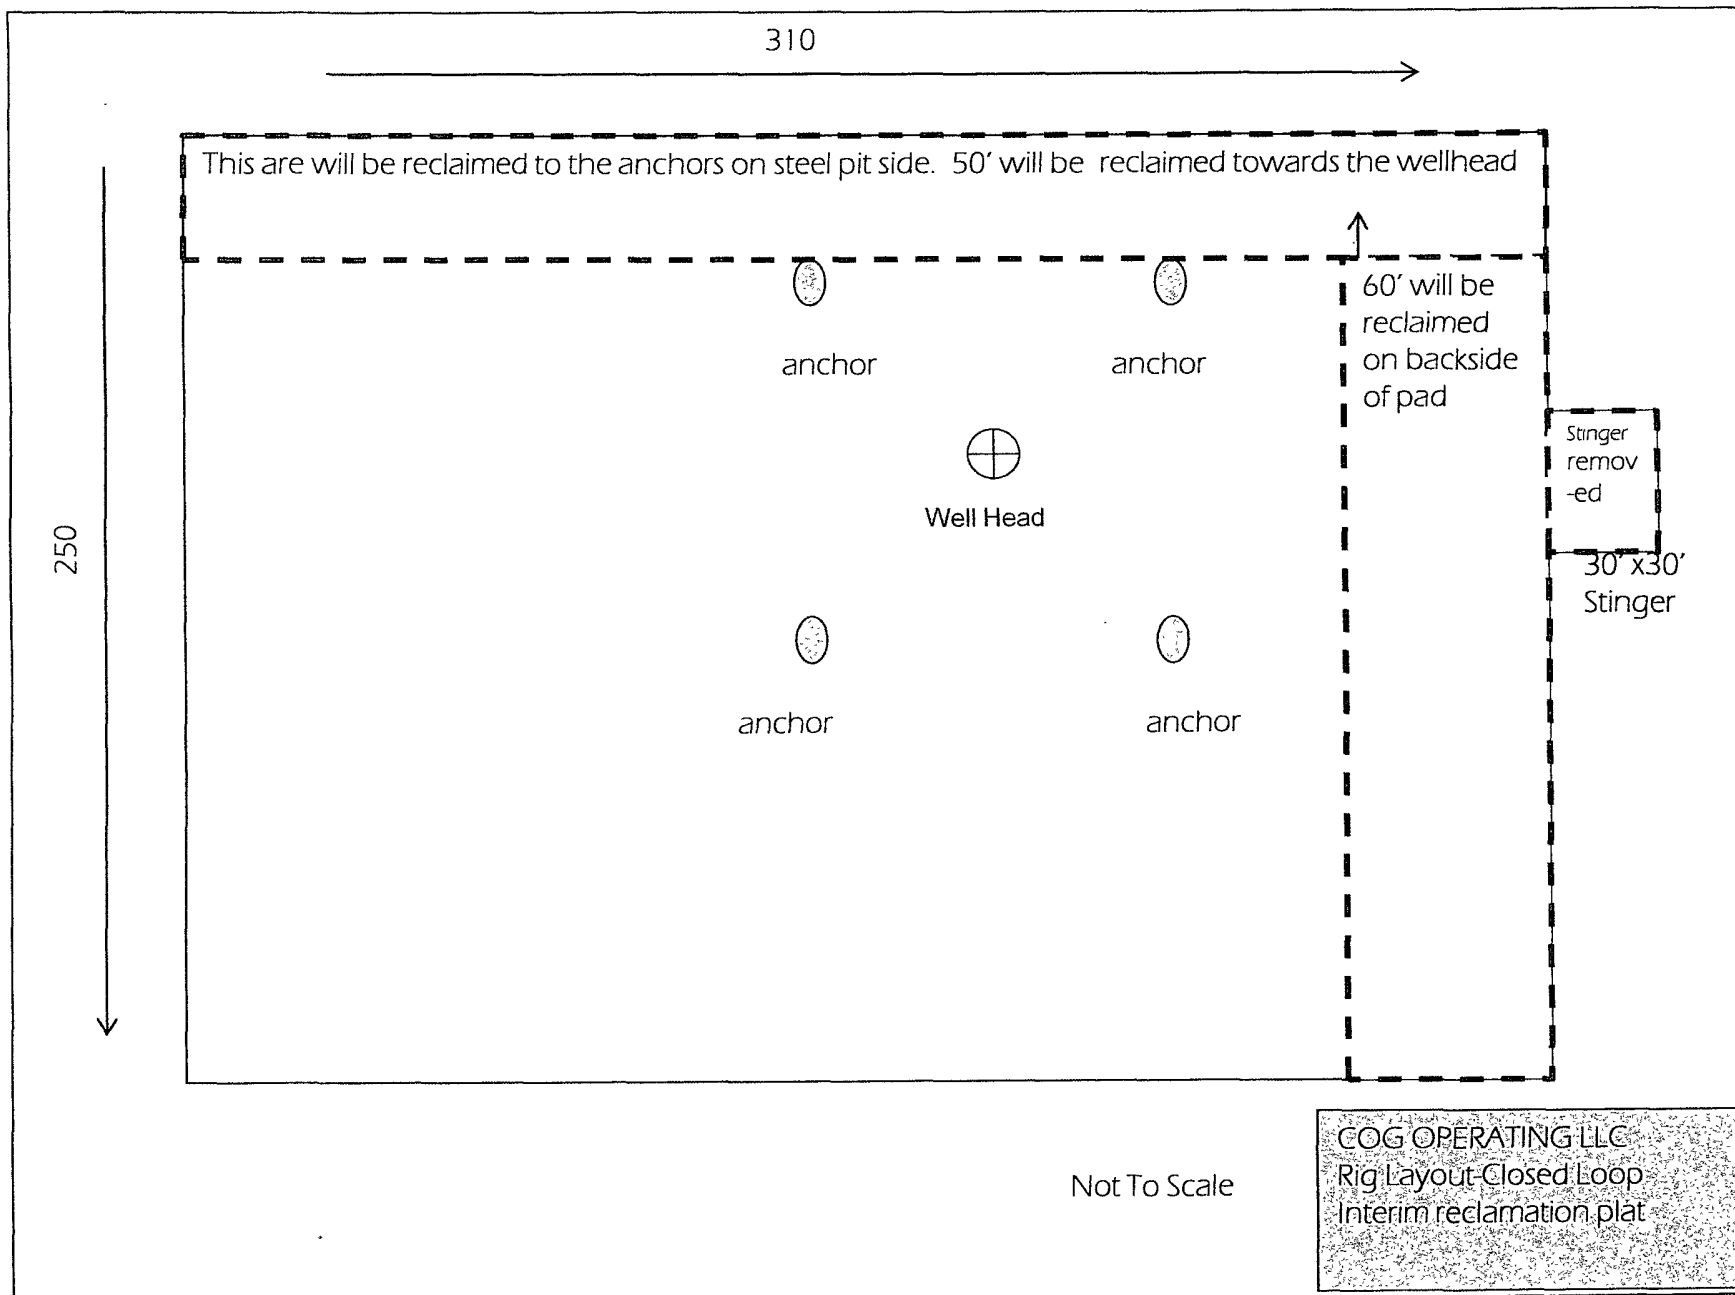 310
This are will be reclaimed to the anchors on steel pit side. 50' will be reclaimed towards the wellhead
60' will be
reclaimed
on backside
of pad
anchor
anchor
Stinger
remov
-ed
Well Head
250
30'x30'
Stinger
anchor
anchor
COG OPERATING LLC
Rig Layout-Closed Loop
Interim reclamation plat
Not To Scale